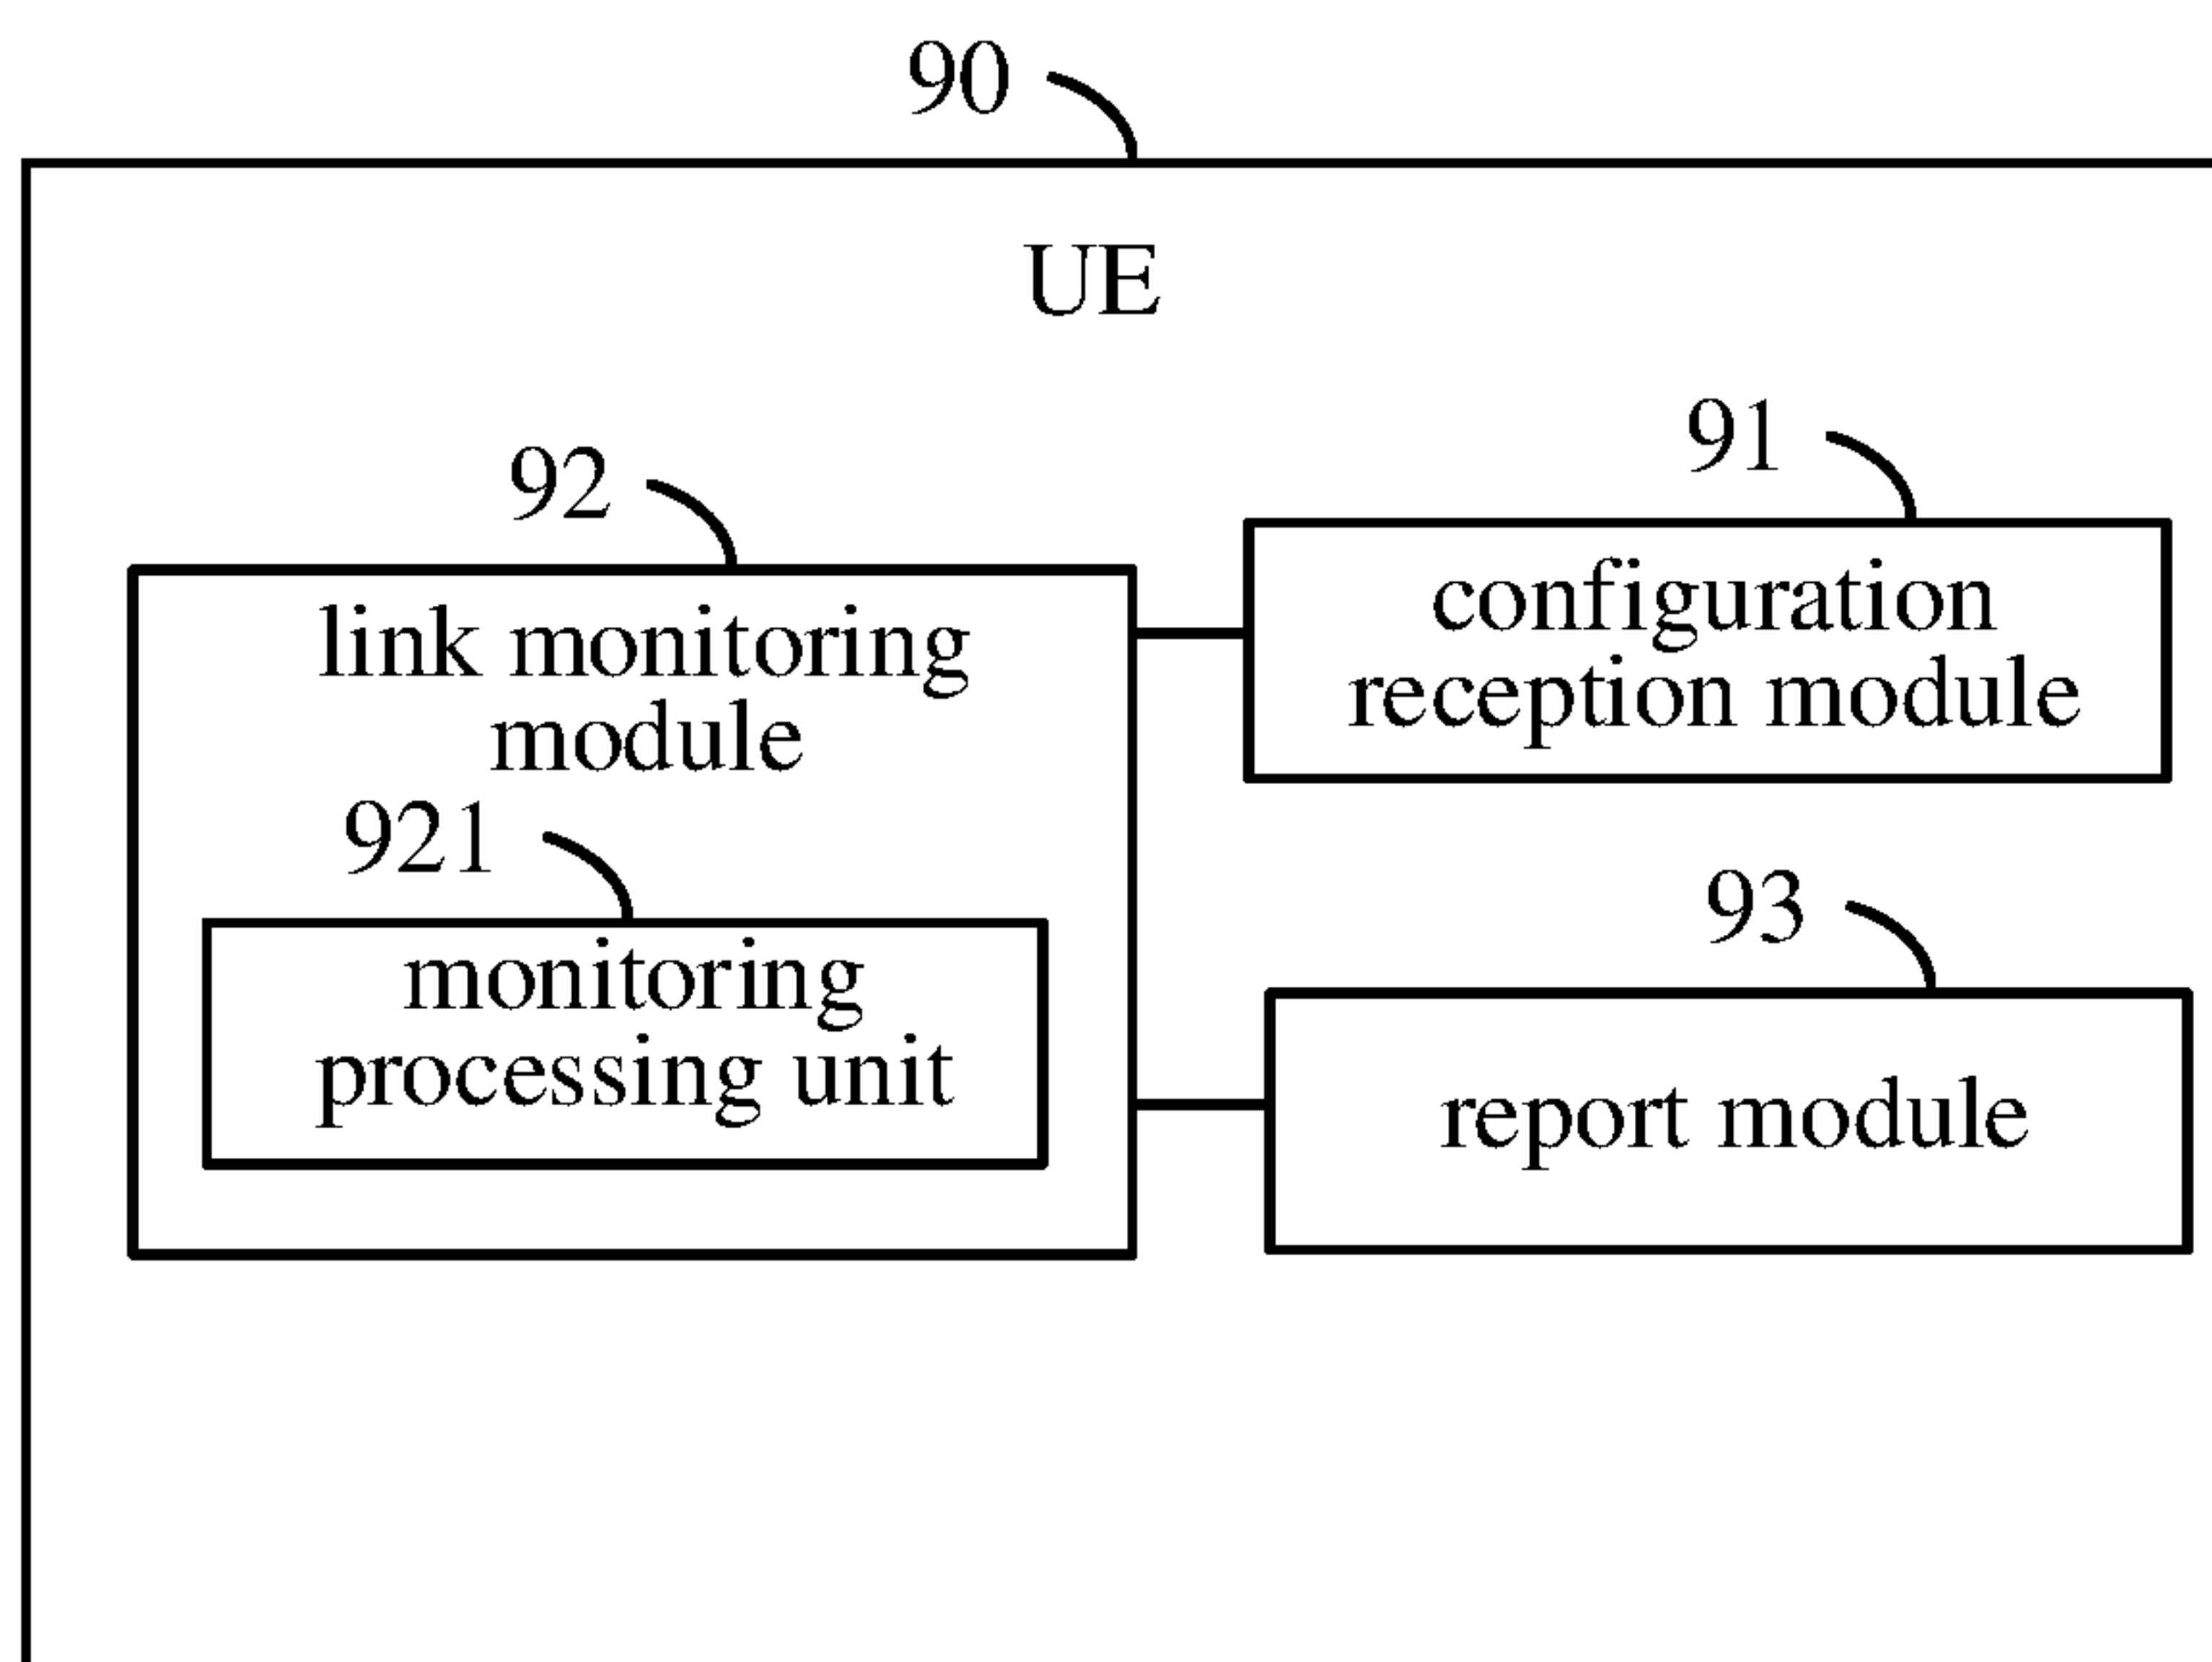 90
UE
92
link monitoring
module
921
monitoring
processing unit
91
configuration
reception module
93
report module